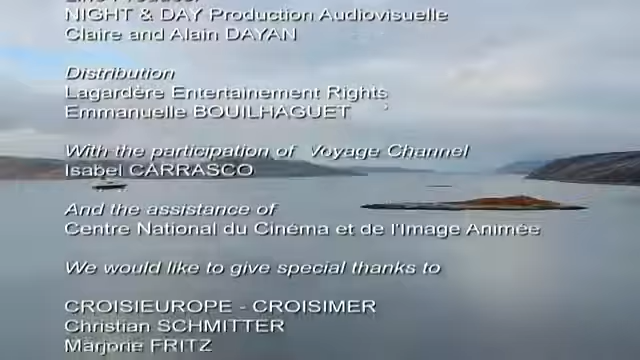 Line Producer
NIGHT & DAY Production Audiovisuelle
Claire and Alain DAYAN
Distribution
Lagardère Entertainement Rights
Emmanuelle BOUILHAGUET
With the participation of Voyage Channel
Isabel CARRASCO
And the assistance of
Centre National du Cinéma et de l'Image Animée
We would like to give special thanks to
CROISIEUROPE - CROISIMER
Christian SCHMITTER
Marjorie FRITZ